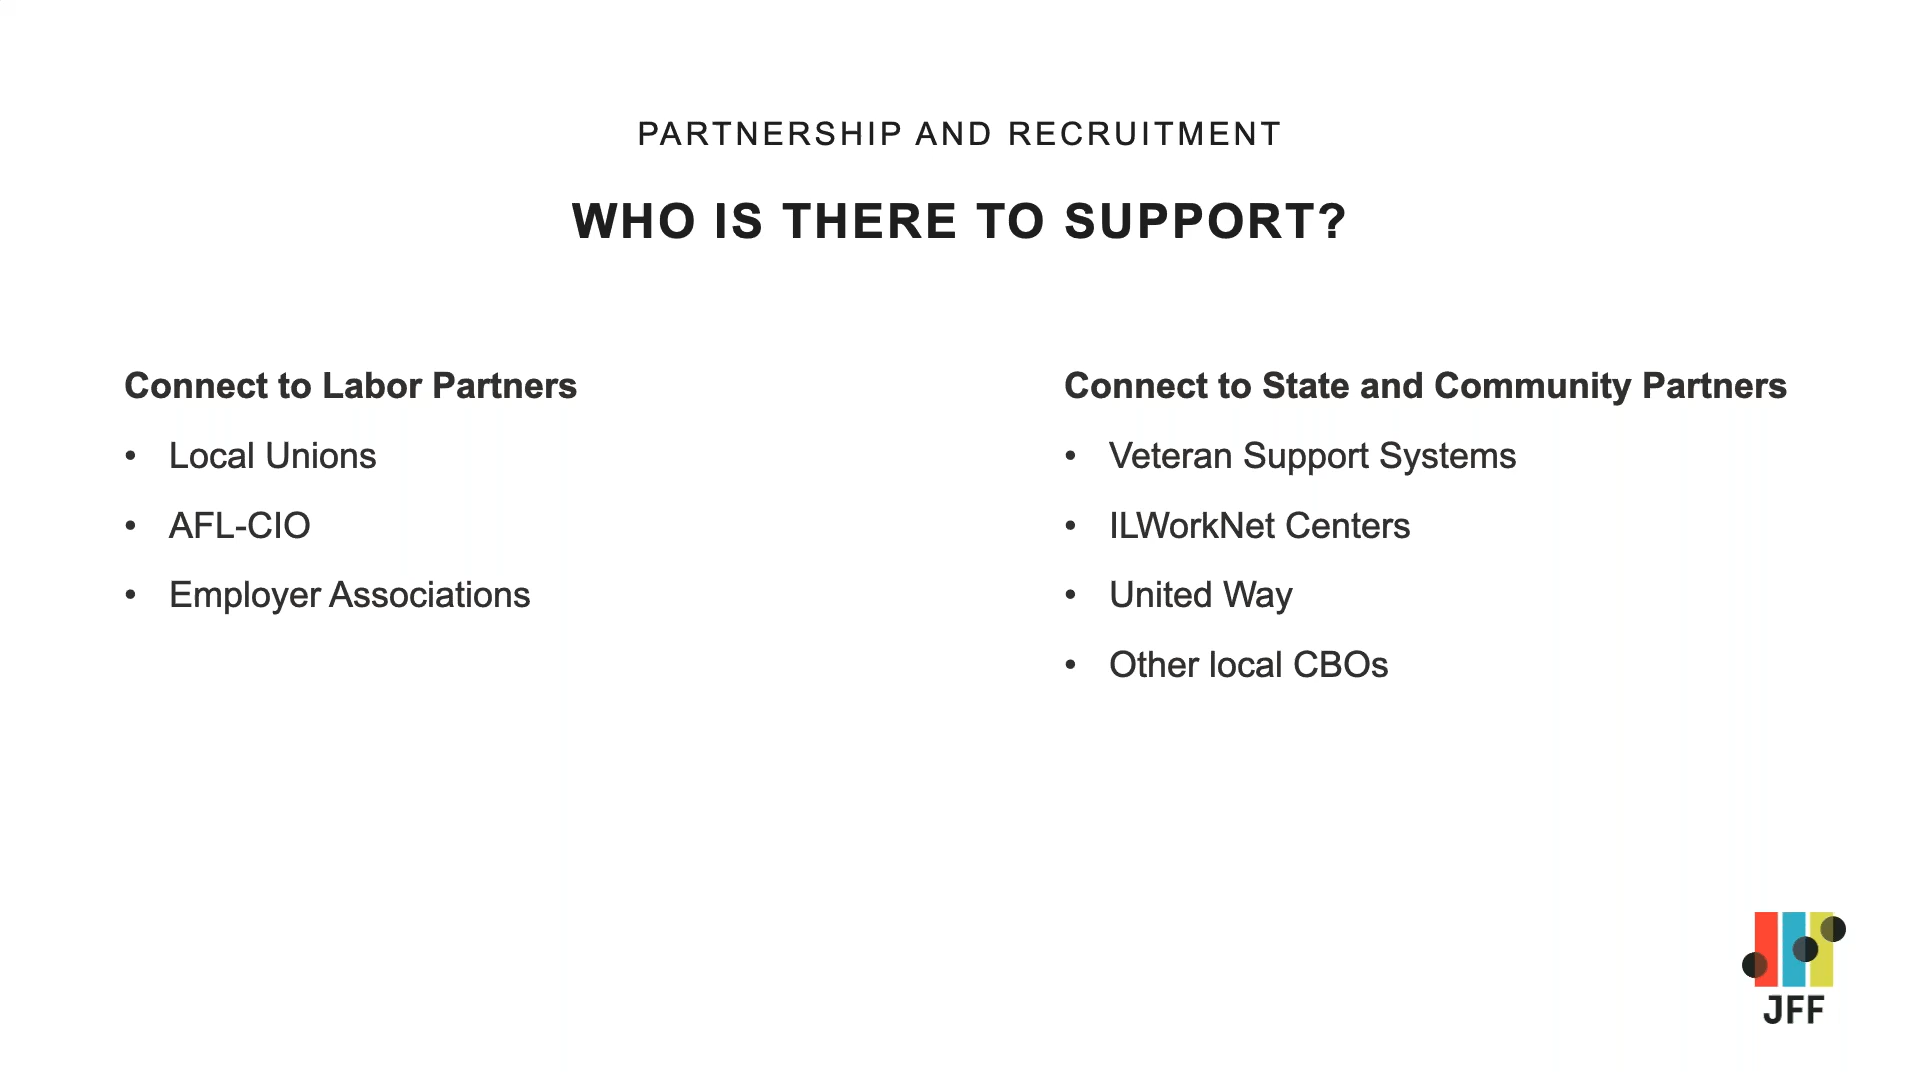 PARTNERSHIP AND RECRUITMENT
WHO IS THERE TO SUPPORT?
Connect to Labor Partners
• Local Unions
• AFL-CIO
• Employer Associations
Connect to State and Community Partners
• Veteran Support Systems
• ILWorkNet Centers
• United Way
• Other local CBOs
JFF